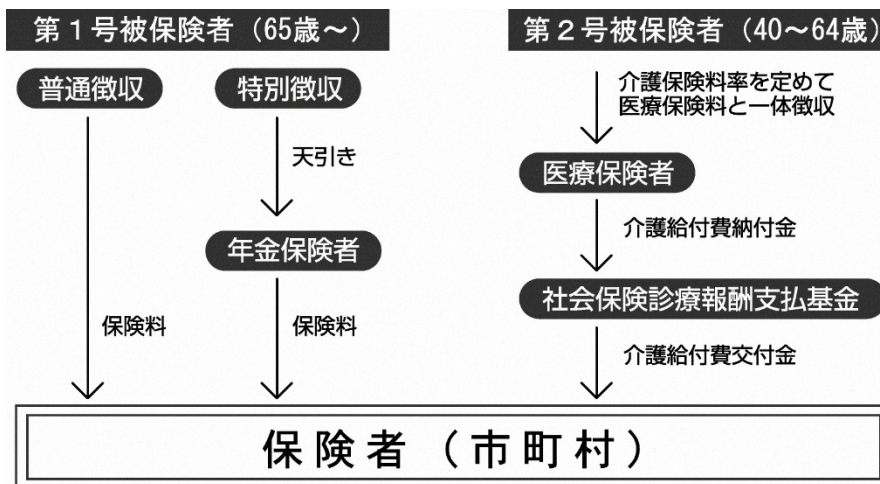 第1号被保険者（65歳～）
普通徴収
特別徴収
天引き
年金保険者
保険料
保険料
第2号被保険者（40～64歳）
介護保険料率を定めて
医療保険料と一体徴収
医療保険者
介護給付費納付金
社会保険診療報酬支払基金
介護給付費交付金
保険者（市町村）